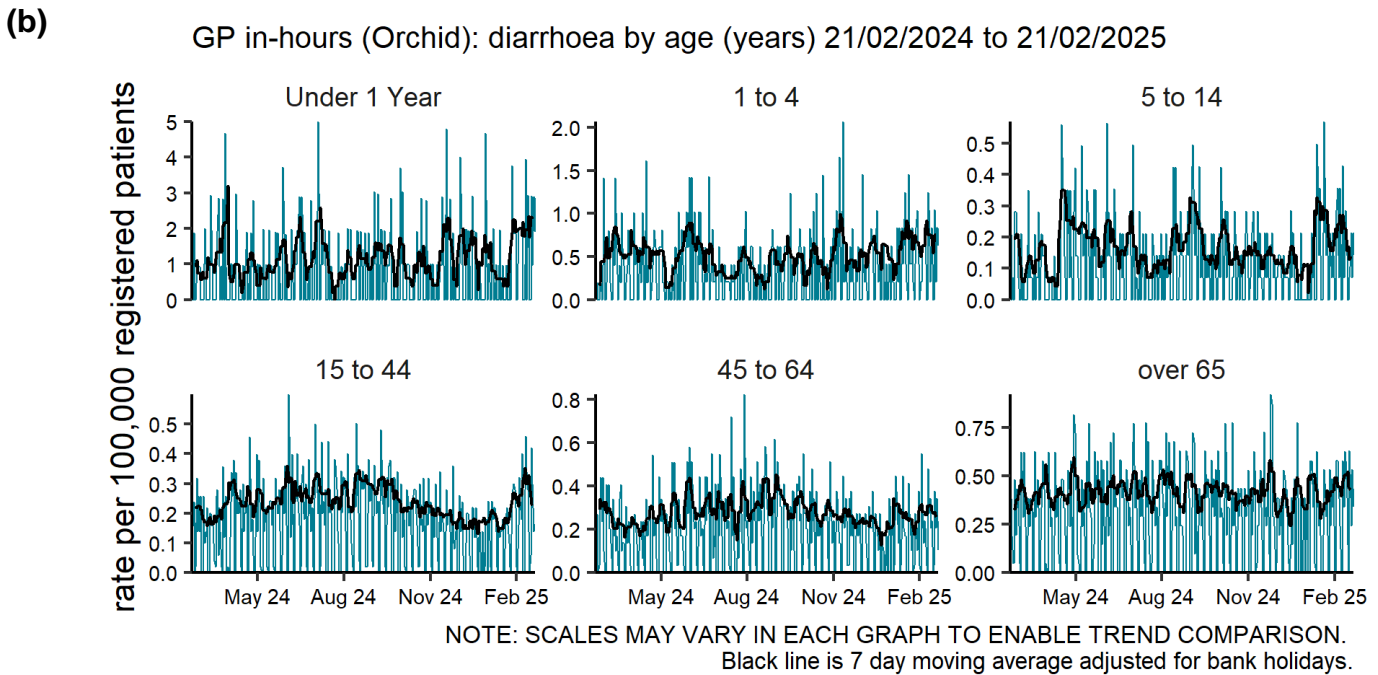 (b)
GP in-hours (Orchid): diarrhoea by age (years) 21/02/2024 to 21/02/2025
rate per 100,000 registered patients
Under 1 Year
5
4
3
2
1
0
1 to 4
2.0
1.5
1.0
0.5
0.0
5 to 14
0.5
0.4
0.3
0.2
0.1
0.0
15 to 44
0.5
0.4
0.3
0.2
0.1
0.0
May 24 Aug 24 Nov 24 Feb 25
45 to 64
0.8
0.6
0.4
0.2
0.0
May 24 Aug 24 Nov 24 Feb 25
over 65
0.75
0.50
0.25
0.00
May 24 Aug 24 Nov 24 Feb 25
NOTE: SCALES MAY VARY IN EACH GRAPH TO ENABLE TREND COMPARISON.
Black line is 7 day moving average adjusted for bank holidays.